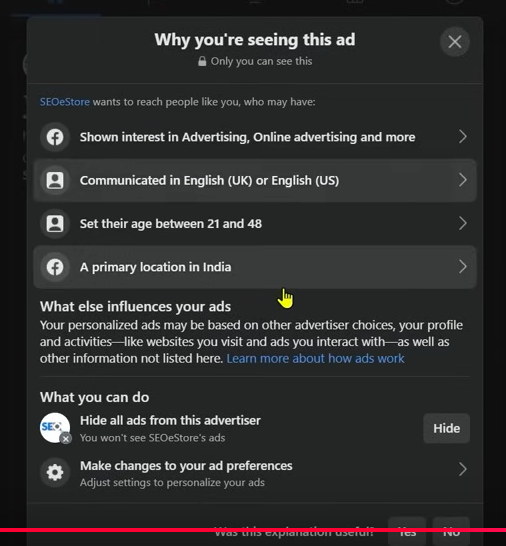 Why you're seeing this ad
Only you can see this
SEOeStore wants to reach people like you, who may have:
Shown interest in Advertising, Online advertising and more
Communicated in English (UK) or English (US)
Set their age between 21 and 48
A primary location in India
What else influences your ads
Your personalized ads may be based on other advertiser choices, your profile
and activities—like websites you visit and ads you interact with—as well as
other information not listed here. Learn more about how ads work
What you can do
Hide all ads from this advertiser
You won't see SEOeStore's ads
Hide
Make changes to your ad preferences
Adjust settings to personalize your ads
Was this explanation useful?
Yes
No